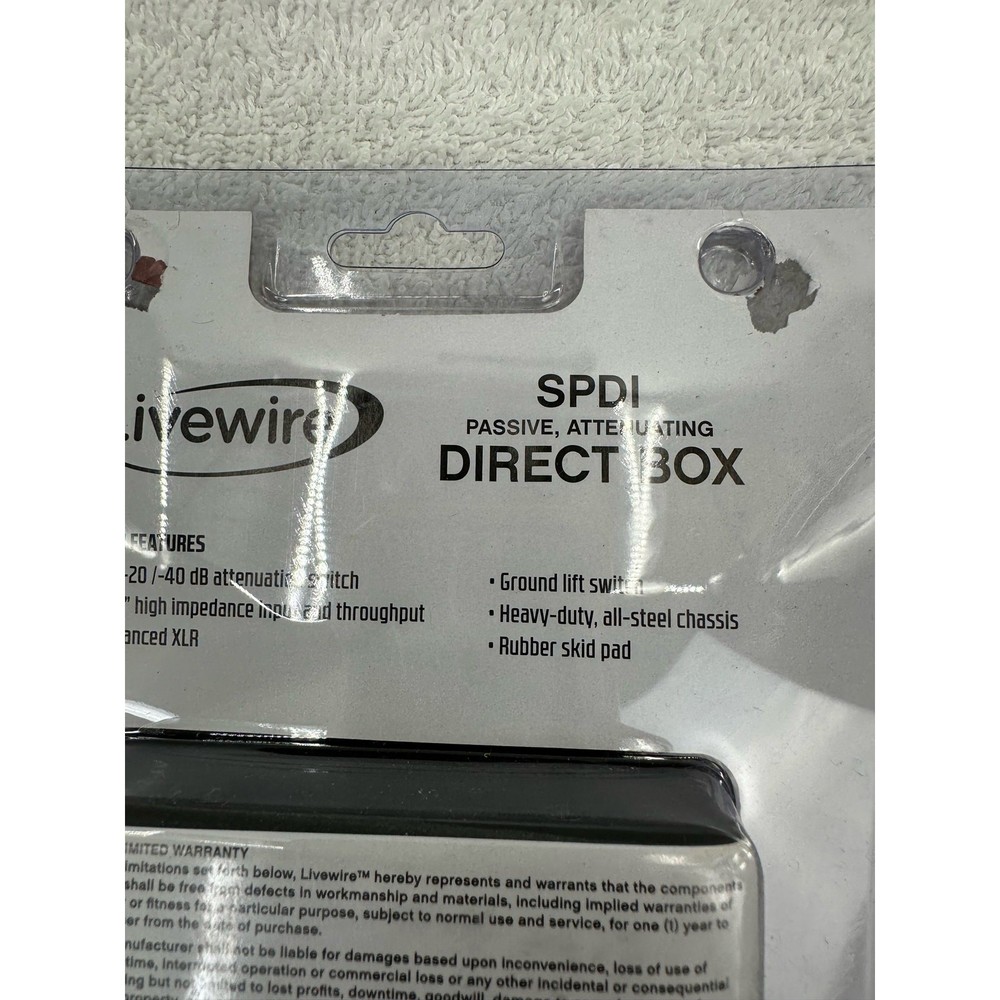 Livewire
SPDI
PASSIVE, ATTENUATING
DIRECT BOX
FEATURES
-20 /-40 dB attenuation switch
" high impedance input and throughput
anced XLR
• Ground lift switch
• Heavy-duty, all-steel chassis
• Rubber skid pad
IMITED WARRANTY
imitations set forth below, Livewire™ hereby represents and warrants that the components
shall be free from defects in workmanship and materials, including implied warranties of
or fitness for a particular purpose, subject to normal use and service, for one (1) year to
er from the date of purchase.
nufacturer shall not be liable for damages based upon inconvenience, loss of use of
time, interrupted operation or commercial loss or any other incidental or consequential
ing but not limited to lost profits, downtime, goodwill, damage